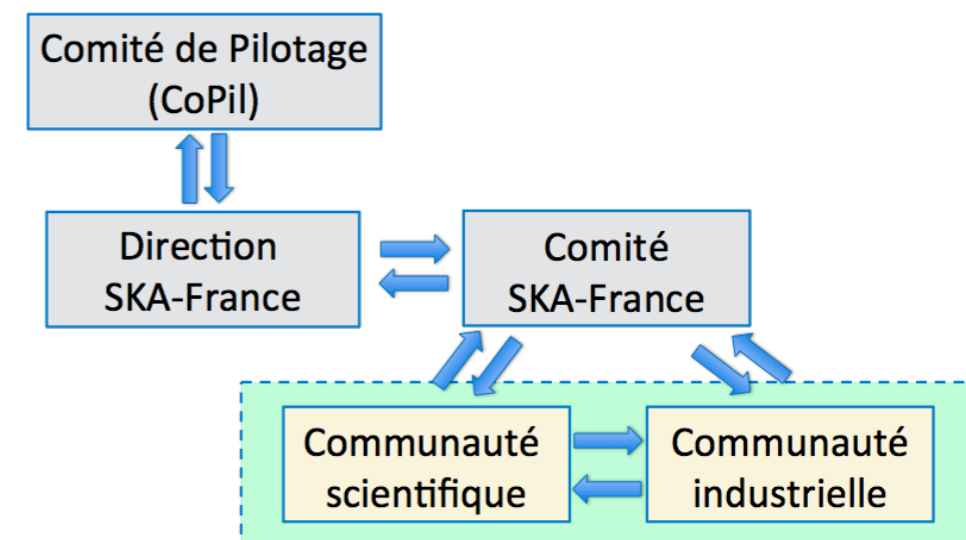 Comité de Pilotage
(CoPil)
Direction
SKA-France
Comité
SKA-France
Communauté
scientifique
Communauté
industrielle